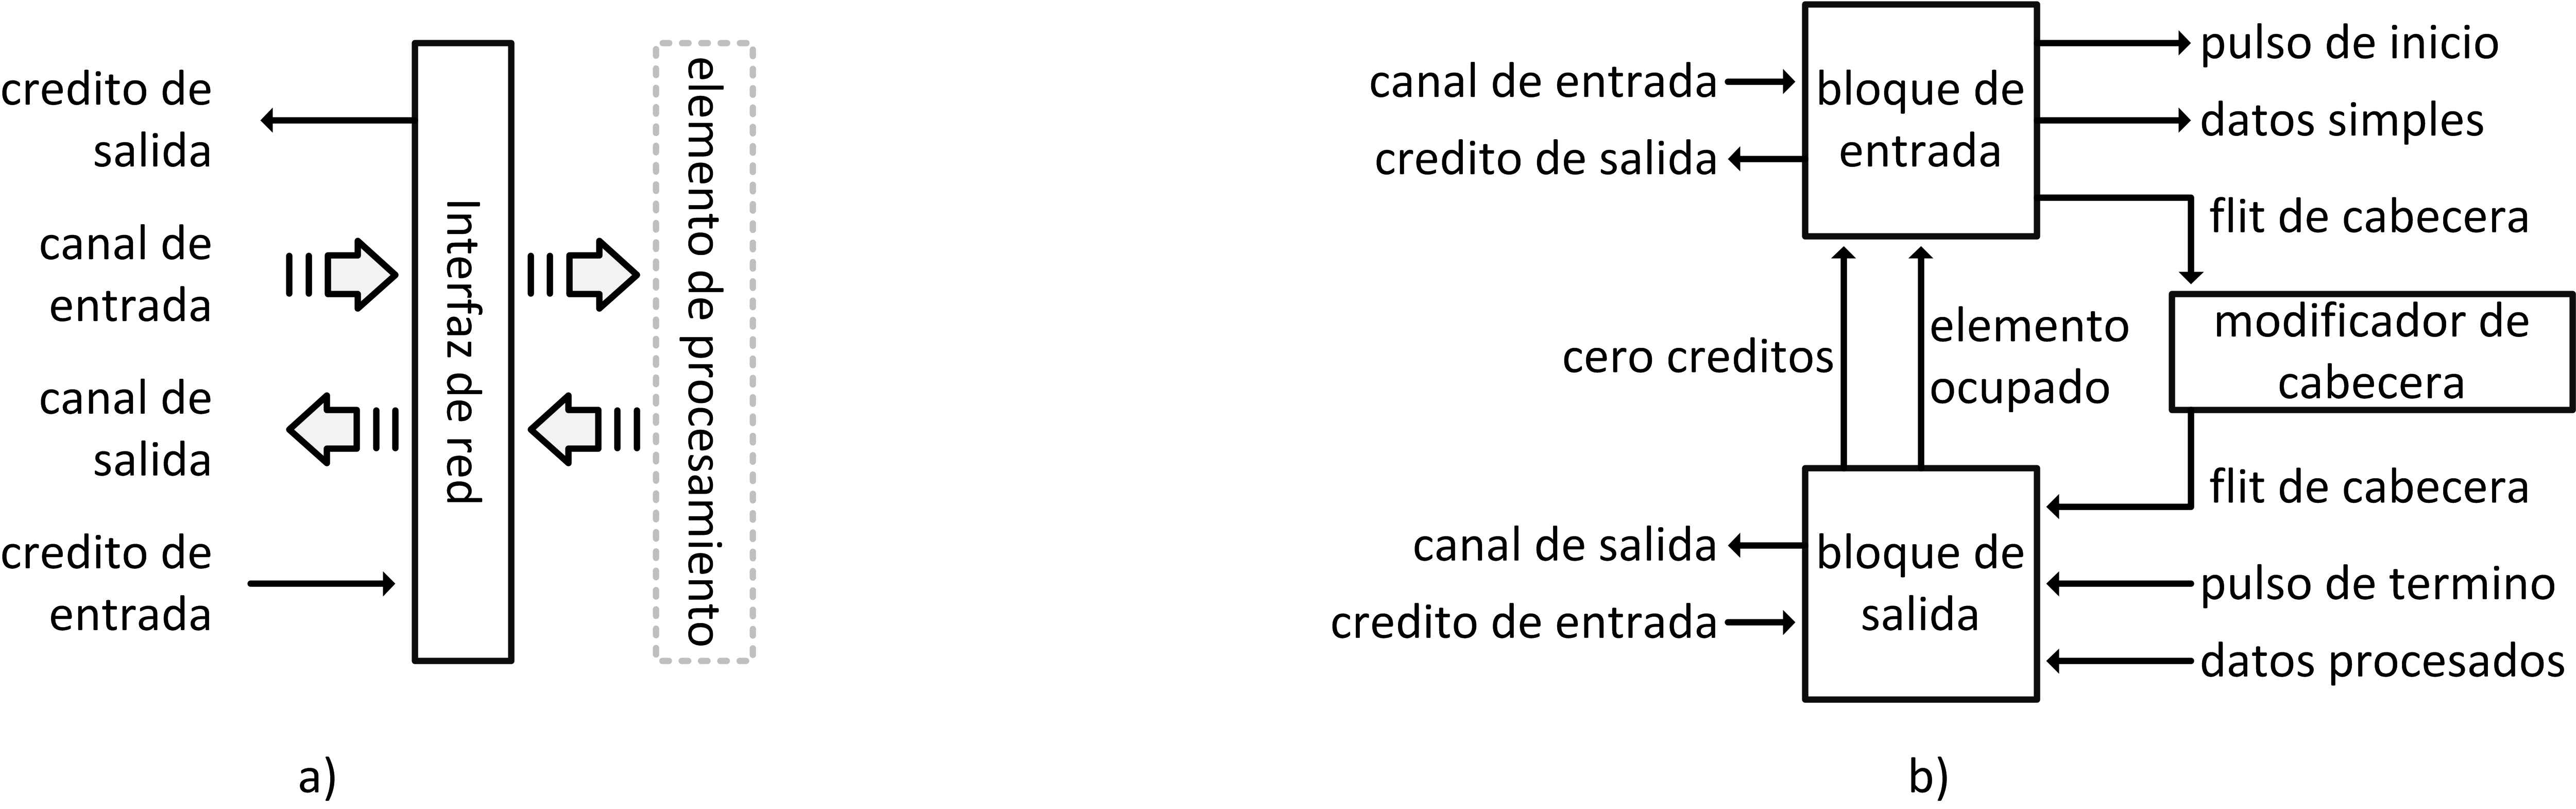 credito de
salida
canal de
entrada
canal de
salida
credito de
entrada
Interfaz de red
elemento de procesamiento
a)
canal de entrada
credito de salida
bloque de
entrada
pulso de inicio
datos simples
flit de cabecera
cero creditos
elemento
ocupado
modificador de
cabecera
flit de cabecera
canal de salida
credito de entrada
bloque de
salida
pulso de termino
datos procesados
b)